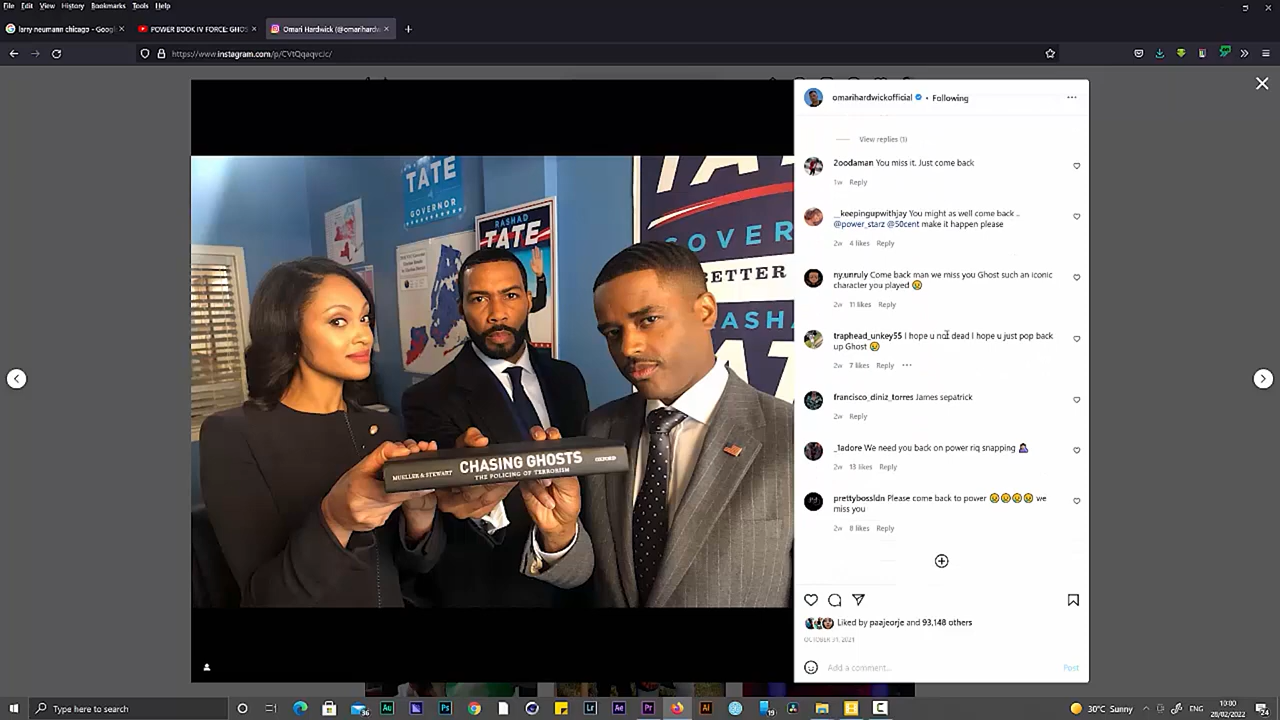 File Edit View History Bookmarks Tools Help
larry neumann chicago - Googl
POWER BOOK IV FORCE: GHOS
Omari Hardwick (@omarihardw
https://www.instagram.com/p/CVtQqaqvcJc/
TATE
GOVERNOR
RASHAD
TATE
GOVER
ETTER
RASHA
MUELLER & STEWART
CHASING GHOSTS
THE POLICING OF TERRORISM
OXFORD
omarihardwickofficial • Following
View replies (1)
2oodaman You miss it. Just come back
1w Reply
__keepingupwithjay You might as well come back ..
@power_starz @50cent make it happen please
2w 4 likes Reply
ny.unruly Come back man we miss you Ghost such an iconic
character you played 😢
2w 11 likes Reply
traphead_unkey55 I hope u not dead I hope u just pop back
up Ghost 😢
2w 7 likes Reply
francisco_diniz_torres James sepatrick
2w Reply
_1adore We need you back on power riq snapping 🤦🏻‍♀️
2w 13 likes Reply
prettybossldn Please come back to power 😢😢😢😢 we
miss you
2w 8 likes Reply
Liked by paajeorje and 93,148 others
OCTOBER 31, 2021
Add a comment...
Post
Type here to search
30°C Sunny
10:00
28/02/2022